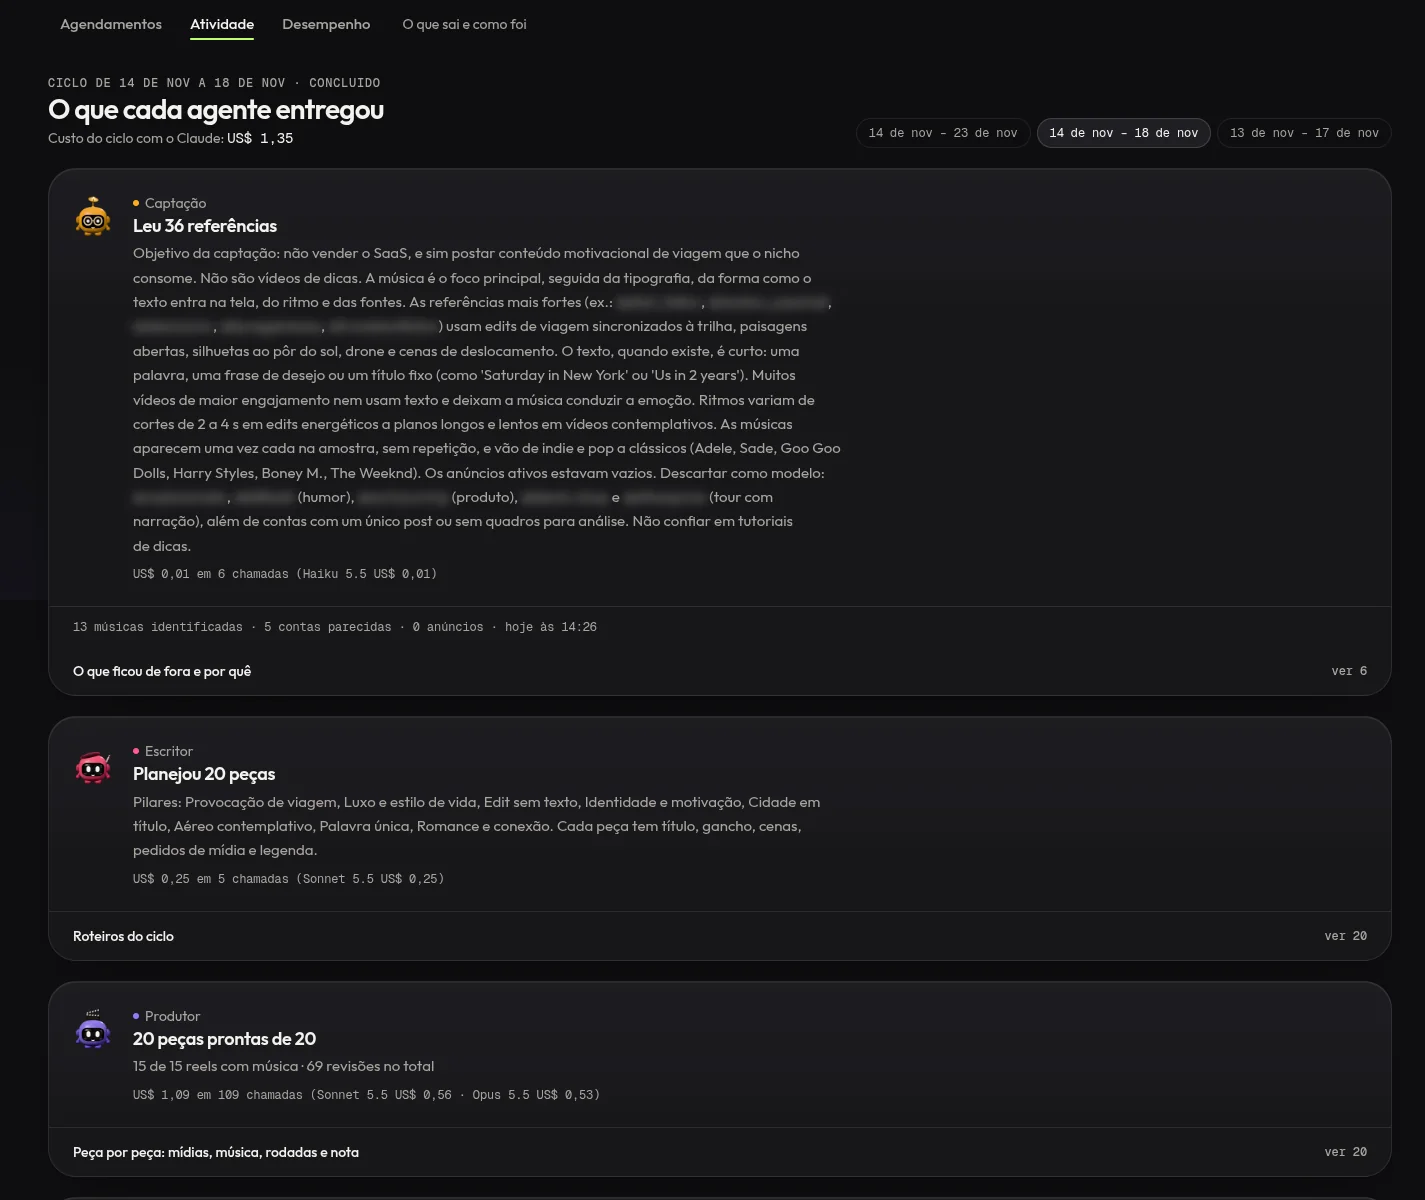 Agendamentos Atividade Desempenho O que sai e como foi
CICLO DE 14 DE NOV A 18 DE NOV · CONCLUIDO
O que cada agente entregou
Custo do ciclo com o Claude: US$ 1,35
14 de nov – 23 de nov 14 de nov – 18 de nov 13 de nov – 17 de nov
Captação
Leu 36 referências
Objetivo da captação: não vender o SaaS, e sim postar conteúdo motivacional de viagem que o nicho
consome. Não são vídeos de dicas. A música é o foco principal, seguida da tipografia, da forma como o
texto entra na tela, do ritmo e das fontes. As referências mais fortes (ex.: , ,
, , ) usam edits de viagem sincronizados à trilha, paisagens
abertas, silhuetas ao pôr do sol, drone e cenas de deslocamento. O texto, quando existe, é curto: uma
palavra, uma frase de desejo ou um título fixo (como 'Saturday in New York' ou 'Us in 2 years'). Muitos
vídeos de maior engajamento nem usam texto e deixam a música conduzir a emoção. Ritmos variam de
cortes de 2 a 4 s em edits energéticos a planos longos e lentos em vídeos contemplativos. As músicas
aparecem uma vez cada na amostra, sem repetição, e vão de indie e pop a clássicos (Adele, Sade, Goo Goo
Dolls, Harry Styles, Boney M., The Weeknd). Os anúncios ativos estavam vazios. Descartar como modelo:
, (humor), (produto), e (tour com
narração), além de contas com um único post ou sem quadros para análise. Não confiar em tutoriais
de dicas.
US$ 0,01 em 6 chamadas (Haiku 5.5 US$ 0,01)
13 músicas identificadas · 5 contas parecidas · 0 anúncios · hoje às 14:26
O que ficou de fora e por quê ver 6
Escritor
Planejou 20 peças
Pilares: Provocação de viagem, Luxo e estilo de vida, Edit sem texto, Identidade e motivação, Cidade em
título, Aéreo contemplativo, Palavra única, Romance e conexão. Cada peça tem título, gancho, cenas,
pedidos de mídia e legenda.
US$ 0,25 em 5 chamadas (Sonnet 5.5 US$ 0,25)
Roteiros do ciclo ver 20
Produtor
20 peças prontas de 20
15 de 15 reels com música · 69 revisões no total
US$ 1,09 em 109 chamadas (Sonnet 5.5 US$ 0,56 · Opus 5.5 US$ 0,53)
Peça por peça: mídias, música, rodadas e nota ver 20